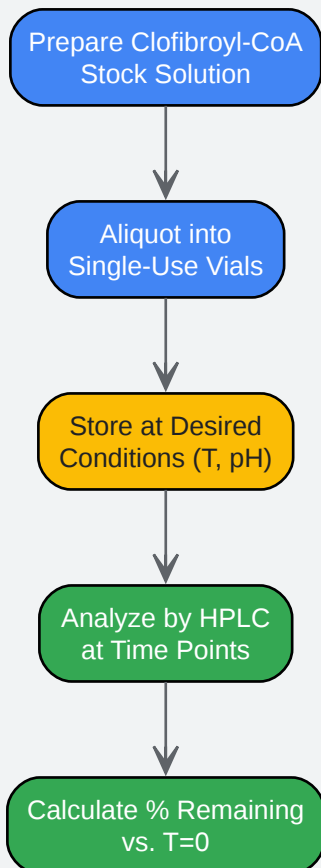 Prepare Clofibroyl-CoA
Stock Solution
Aliquot into
Single-Use Vials
Store at Desired
Conditions (T, pH)
Analyze by HPLC
at Time Points
Calculate % Remaining
vs. T=0